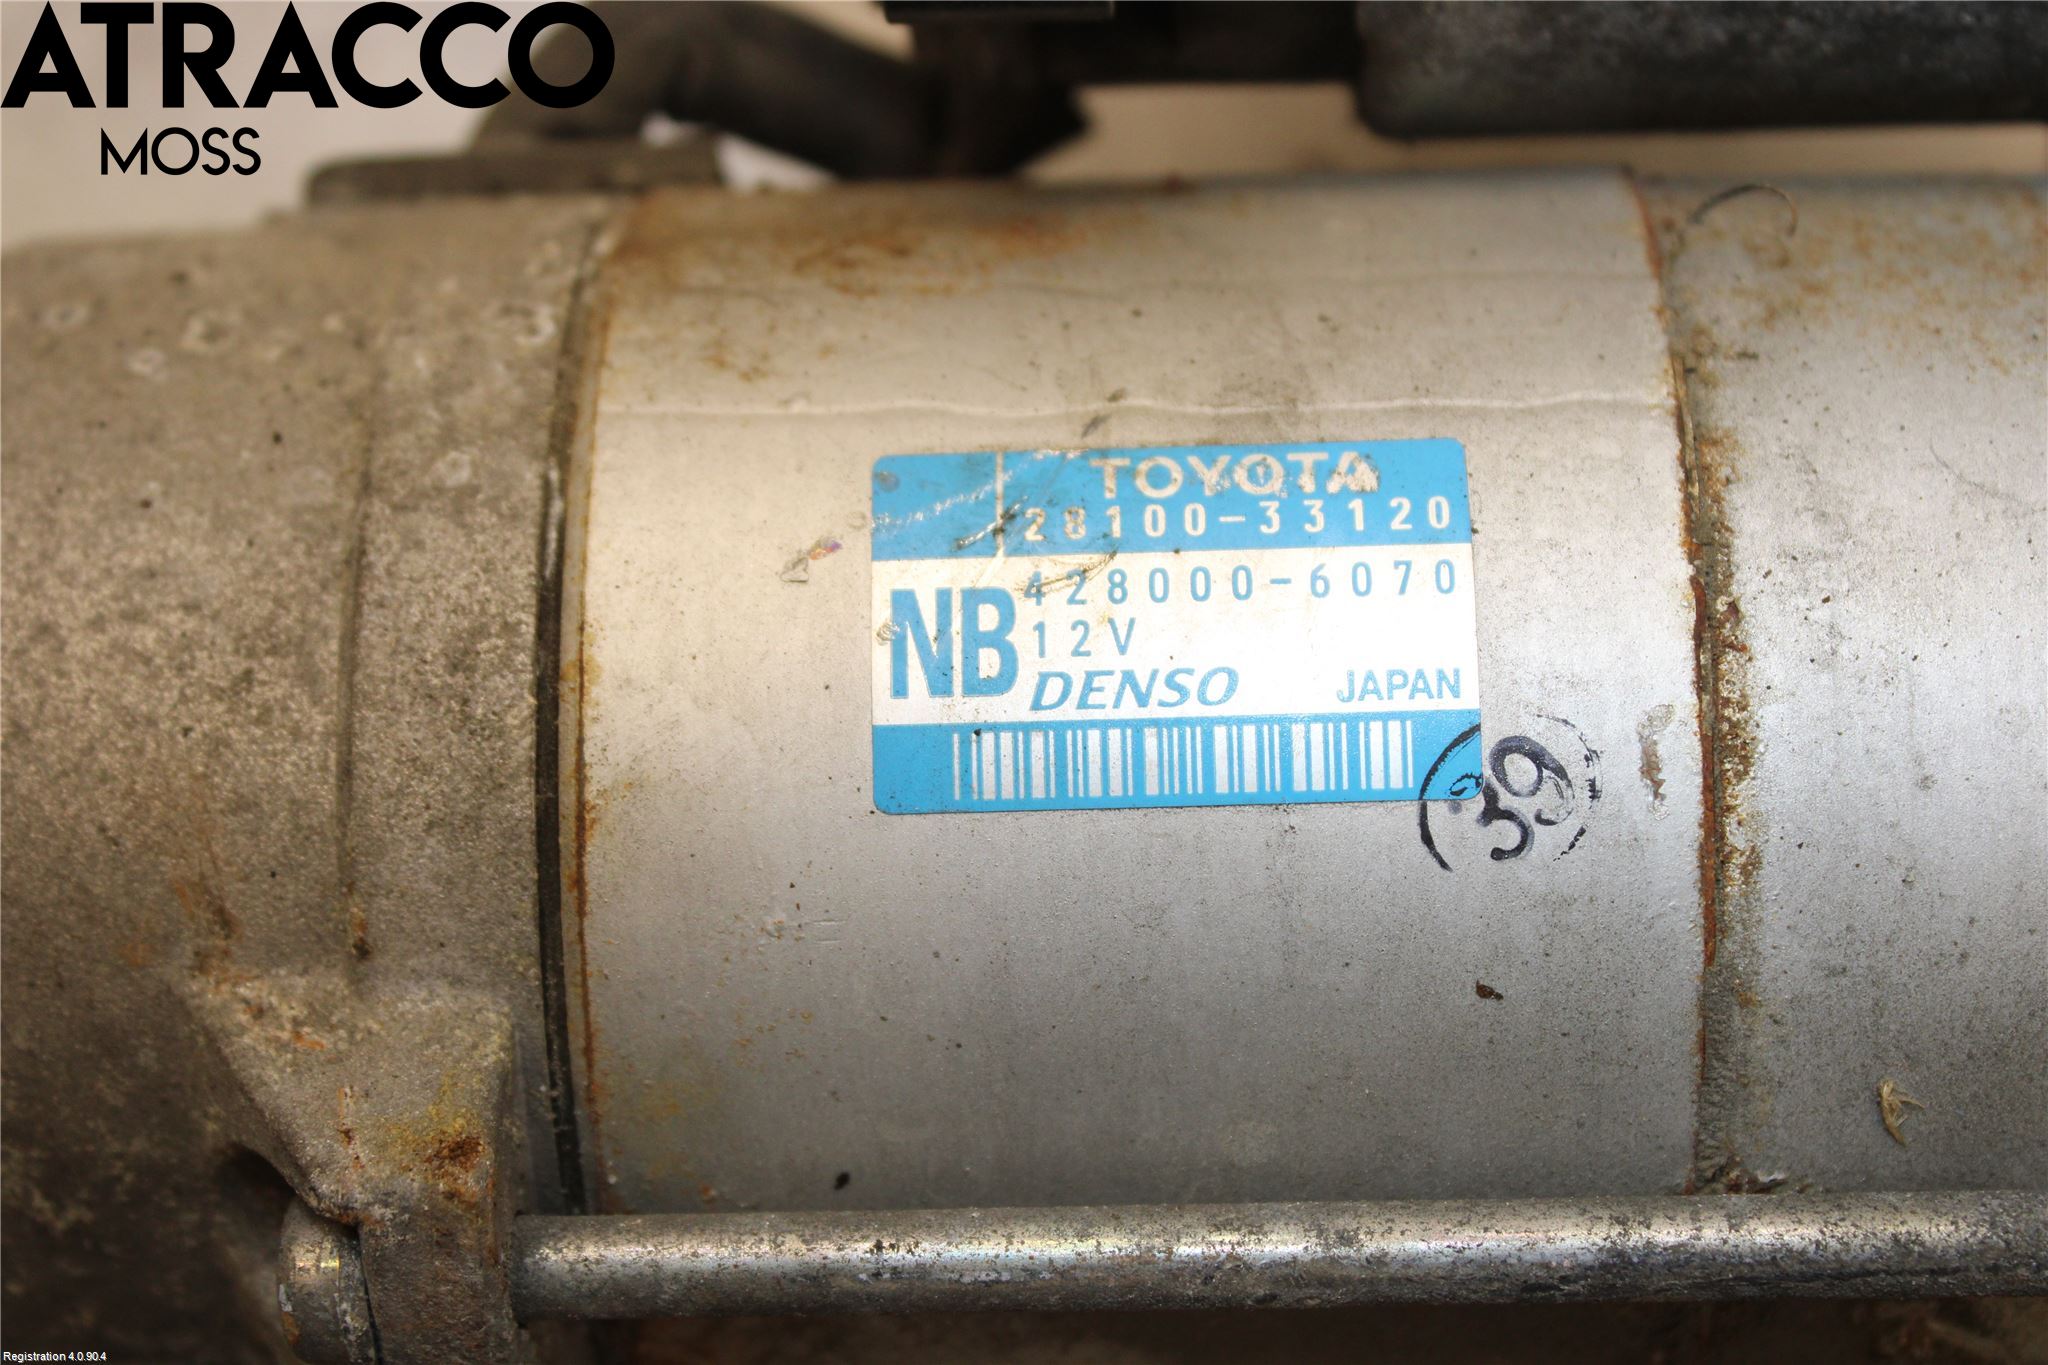 ATRACCO
MOSS
TOYOTA
28100-33120
428000-6070
NB
12V
DENSO JAPAN
39
Registration 4.0.90.4